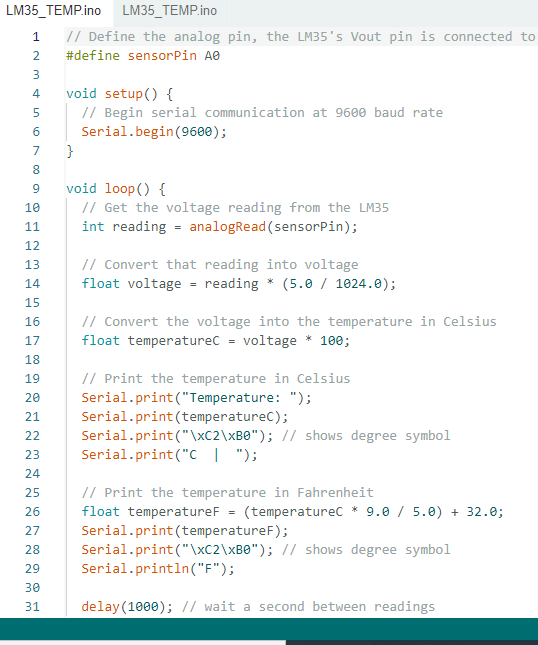 LM35_TEMP.ino LM35_TEMP.ino
1 // Define the analog pin, the LM35's Vout pin is connected to
2 #define sensorPin A0
3
4 void setup() {
5 // Begin serial communication at 9600 baud rate
6 Serial.begin(9600);
7 }
8
9 void loop() {
10 // Get the voltage reading from the LM35
11 int reading = analogRead(sensorPin);
12
13 // Convert that reading into voltage
14 float voltage = reading * (5.0 / 1024.0);
15
16 // Convert the voltage into the temperature in Celsius
17 float temperatureC = voltage * 100;
18
19 // Print the temperature in Celsius
20 Serial.print("Temperature: ");
21 Serial.print(temperatureC);
22 Serial.print("\xC2\xB0"); // shows degree symbol
23 Serial.print("C  |  ");
24
25 // Print the temperature in Fahrenheit
26 float temperatureF = (temperatureC * 9.0 / 5.0) + 32.0;
27 Serial.print(temperatureF);
28 Serial.print("\xC2\xB0"); // shows degree symbol
29 Serial.println("F");
30
31 delay(1000); // wait a second between readings